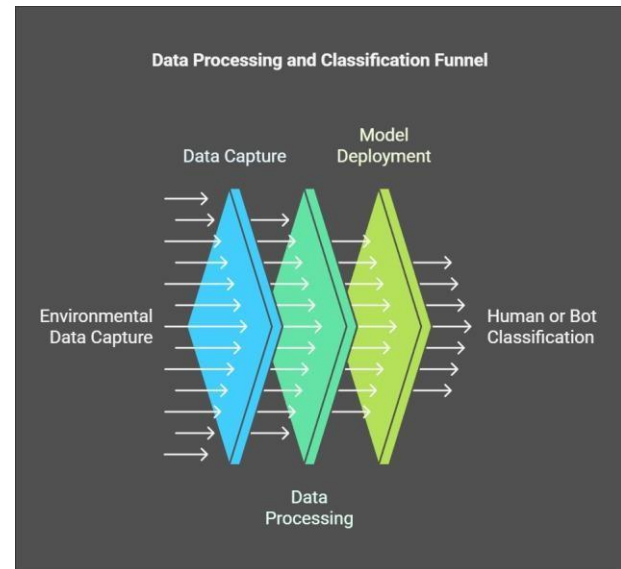 Data Processing and Classification Funnel
Data Capture
Model
Deployment
Environmental
Data Capture
Human or Bot
Classification
Data
Processing